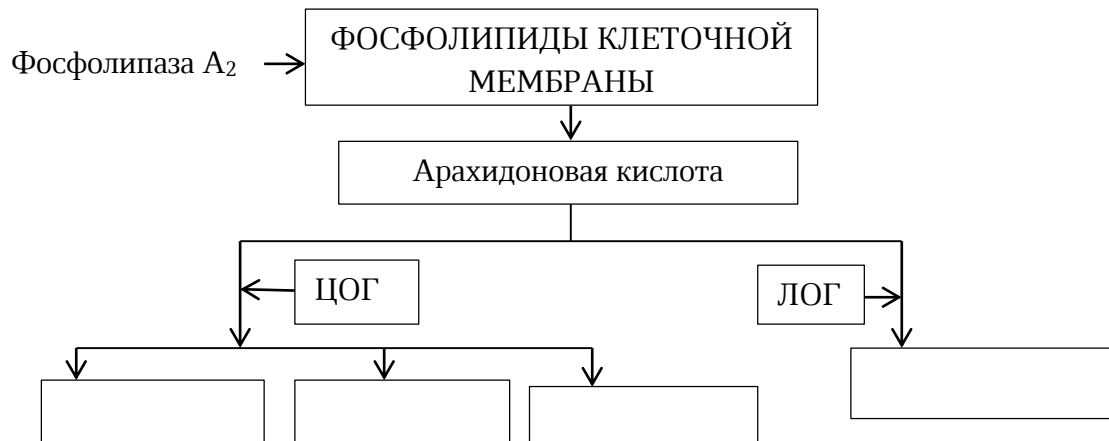 ФОСФОЛИПИДЫ КЛЕТОЧНОЙ
МЕМБРАНЫ
Фосфолипаза А₂
Арахидоновая кислота
ЦОГ
ЛОГ